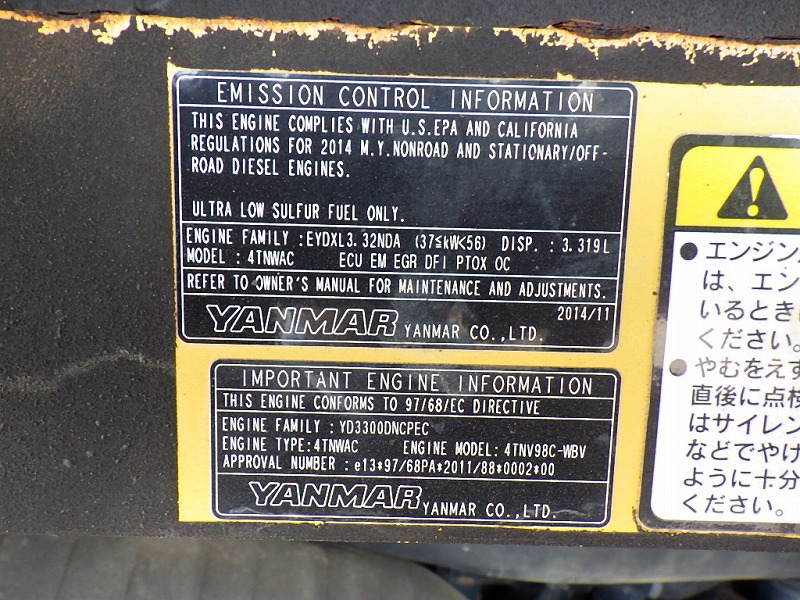 EMISSION CONTROL INFORMATION
THIS ENGINE COMPLIES WITH U.S.EPA AND CALIFORNIA
REGULATIONS FOR 2014 M.Y.NONROAD AND STATIONARY/OFF-
ROAD DIESEL ENGINES.
ULTRA LOW SULFUR FUEL ONLY.
ENGINE FAMILY :EYDXL3.32NDA (37≦kW<56) DISP.: 3.319L
MODEL : 4TNWAC ECU EM EGR DFI PTOX OC
REFER TO OWNER'S MANUAL FOR MAINTENANCE AND ADJUSTMENTS.
2014/11
YANMAR YANMAR CO.,LTD.
IMPORTANT ENGINE INFORMATION
THIS ENGINE CONFORMS TO 97/68/EC DIRECTIVE
ENGINE FAMILY : YD3300DNCPEC
ENGINE TYPE:4TNWAC ENGINE MODEL: 4TNV98C-WBV
APPROVAL NUMBER : e13*97/68PA*2011/88*0002*00
YANMAR YANMAR CO.,LTD.
●エンジンが
は、エン
いるとき
ください。
●やむをえず
直後に点検
はサイレン
などでやけ
ように十分
ください。